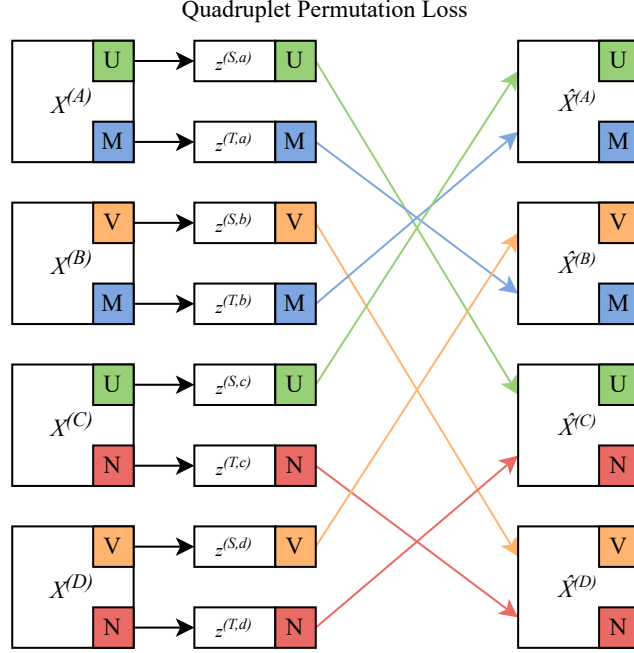 Quadruplet Permutation Loss
U z^(S,a) U U
X^(A) X̂^(A)
M z^(T,a) M M
V z^(S,b) V V
X^(B) X̂^(B)
M z^(T,b) M M
U z^(S,c) U U
X^(C) X̂^(C)
N z^(T,c) N N
V z^(S,d) V V
X^(D) X̂^(D)
N z^(T,d) N N